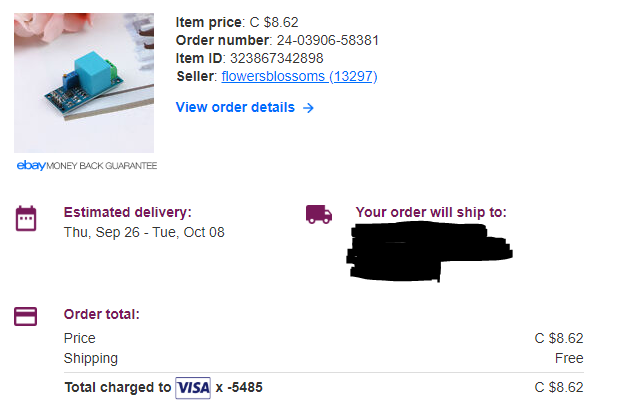 Item price: C $8.62
Order number: 24-03906-58381
Item ID: 323867342898
Seller: flowersblossoms (13297)
View order details →
ebay MONEY BACK GUARANTEE
Estimated delivery:
Thu, Sep 26 - Tue, Oct 08
Your order will ship to:
Order total:
Price C $8.62
Shipping Free
Total charged to VISA x -5485 C $8.62